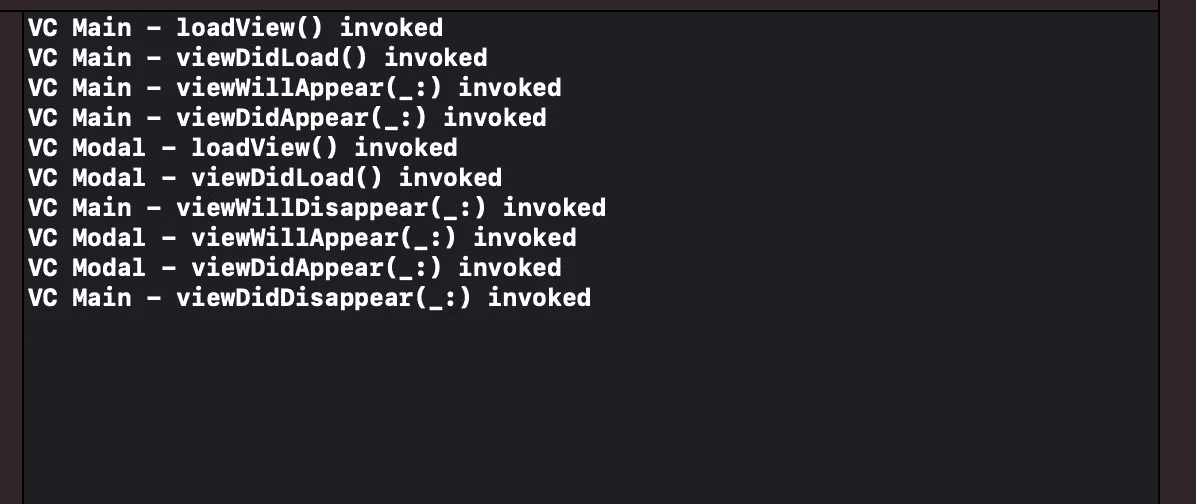 VC Main – loadView() invoked
VC Main – viewDidLoad() invoked
VC Main – viewWillAppear(_:) invoked
VC Main – viewDidAppear(_:) invoked
VC Modal – loadView() invoked
VC Modal – viewDidLoad() invoked
VC Main – viewWillDisappear(_:) invoked
VC Modal – viewWillAppear(_:) invoked
VC Modal – viewDidAppear(_:) invoked
VC Main – viewDidDisappear(_:) invoked